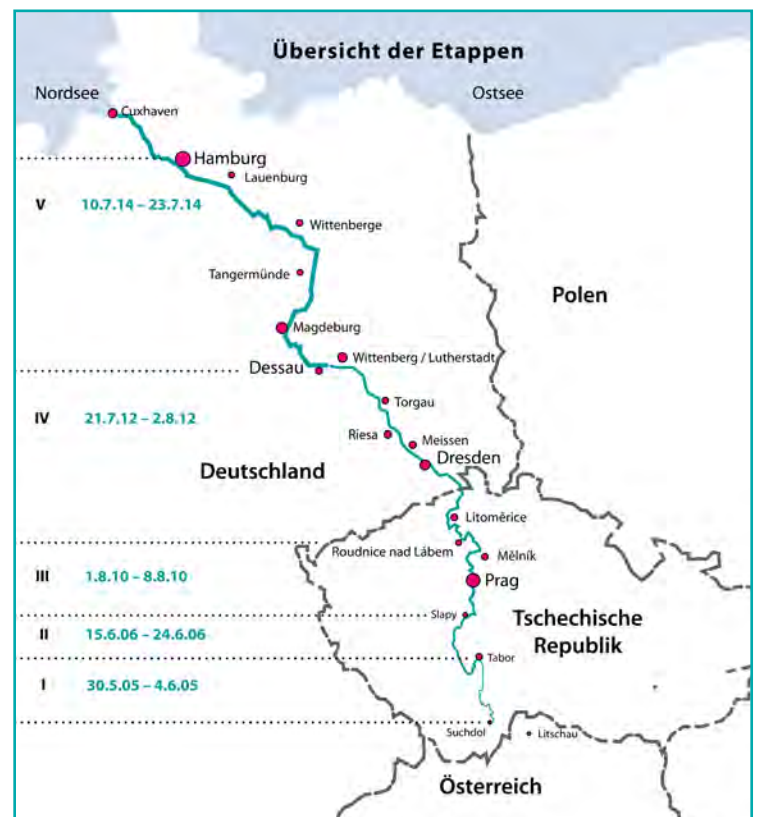 Übersicht der Etappen
Nordsee
Ostsee
Cuxhaven
Hamburg
Lauenburg
V 10.7.14 – 23.7.14
Wittenberge
Tangermünde
Polen
Magdeburg
Wittenberg / Lutherstadt
Dessau
Torgau
IV 21.7.12 – 2.8.12
Riesa
Meissen
Dresden
Deutschland
Litoměrice
Roudnice nad Lábem
Mělník
III 1.8.10 – 8.8.10
Prag
Slapy
Tschechische
Republik
II 15.6.06 – 24.6.06
Tabor
I 30.5.05 – 4.6.05
Suchdol
Litschau
Österreich